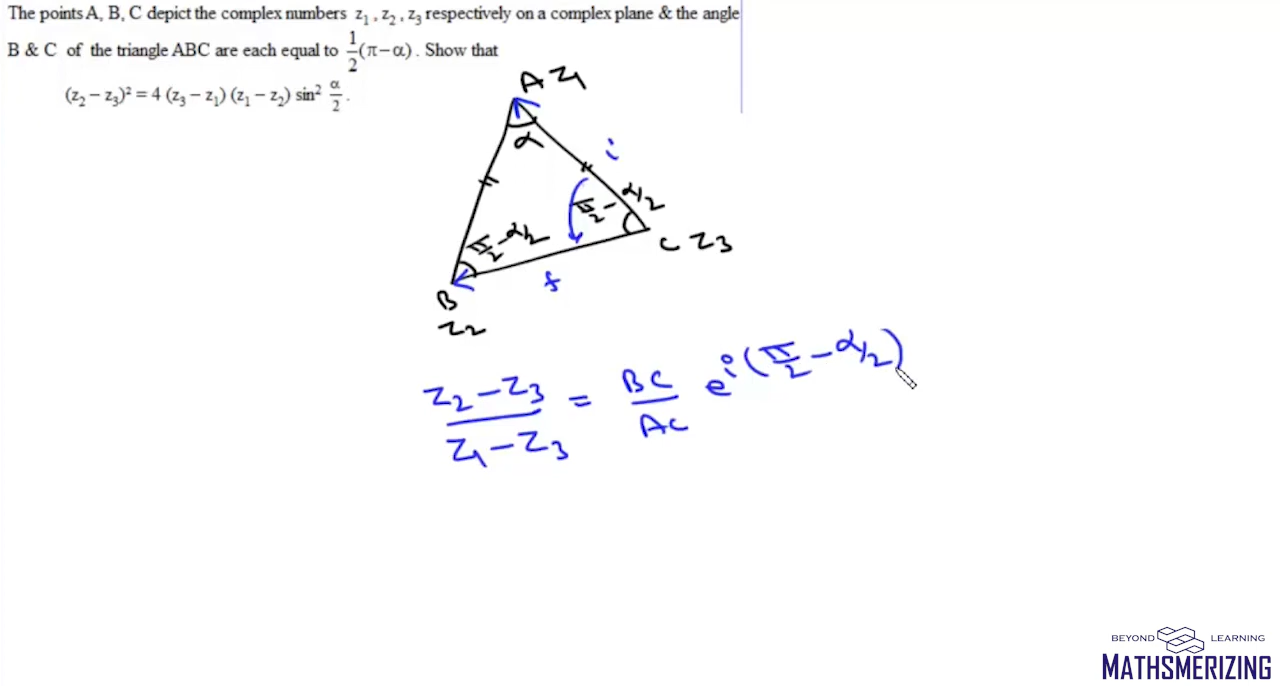 The points A, B, C depict the complex numbers z₁ , z₂ , z₃ respectively on a complex plane & the angle
B & C of the triangle ABC are each equal to 1/2 (π−α). Show that
(z₂ − z₃)² = 4 (z₃ − z₁) (z₁ − z₂) sin² α/2 .
A z₁
α
i
π/2 − α/2
π/2 − α/2
C z₃
f
B
z₂
(z₂ − z₃)/(z₁ − z₃) = BC/AC e^i(π/2 − α/2)
BEYOND LEARNING
MATHSMERIZING